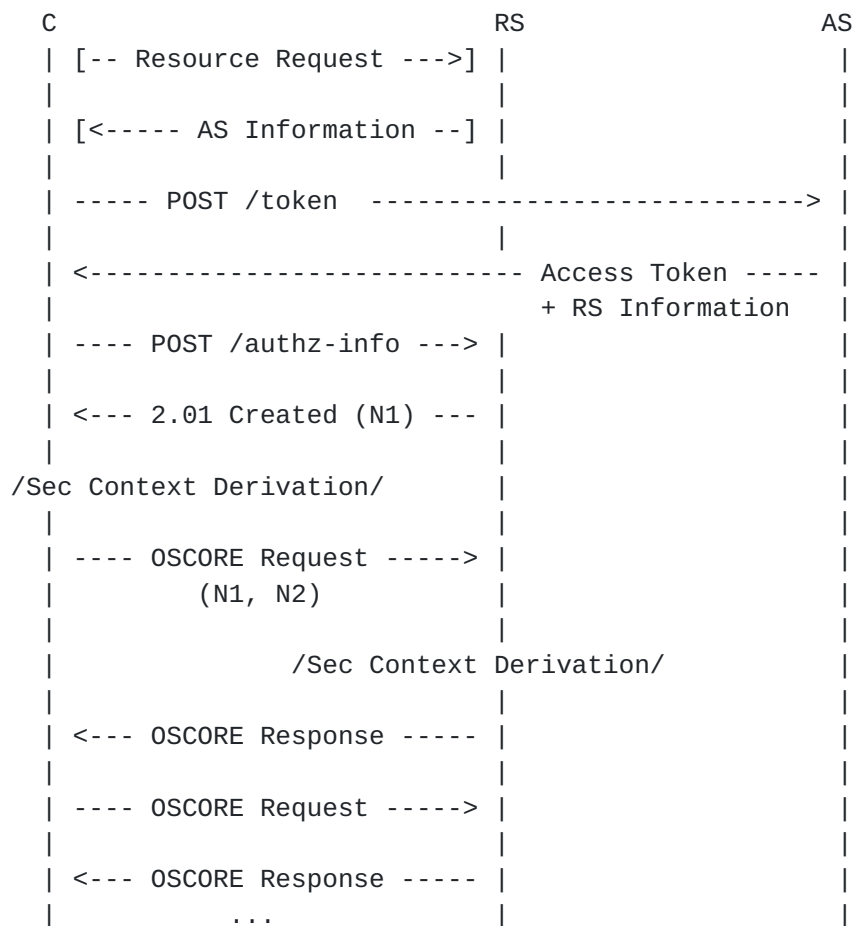 C                            RS                   AS
| [-- Resource Request --->] |                     |
|                            |                     |
| [<----- AS Information --] |                     |
|                            |                     |
| ----- POST /token  ----------------------------> |
|                            |                     |
| <---------------------------- Access Token ----- |
|                               + RS Information   |
| ---- POST /authz-info ---> |                     |
|                            |                     |
| <--- 2.01 Created (N1) --- |                     |
|                            |                     |
/Sec Context Derivation/       |                     |
|                            |                     |
| ---- OSCORE Request -----> |                     |
|         (N1, N2)           |                     |
|                            |                     |
|               /Sec Context Derivation/           |
|                            |                     |
| <--- OSCORE Response ----- |                     |
|                            |                     |
| ---- OSCORE Request -----> |                     |
|                            |                     |
| <--- OSCORE Response ----- |                     |
|           ...              |                     |